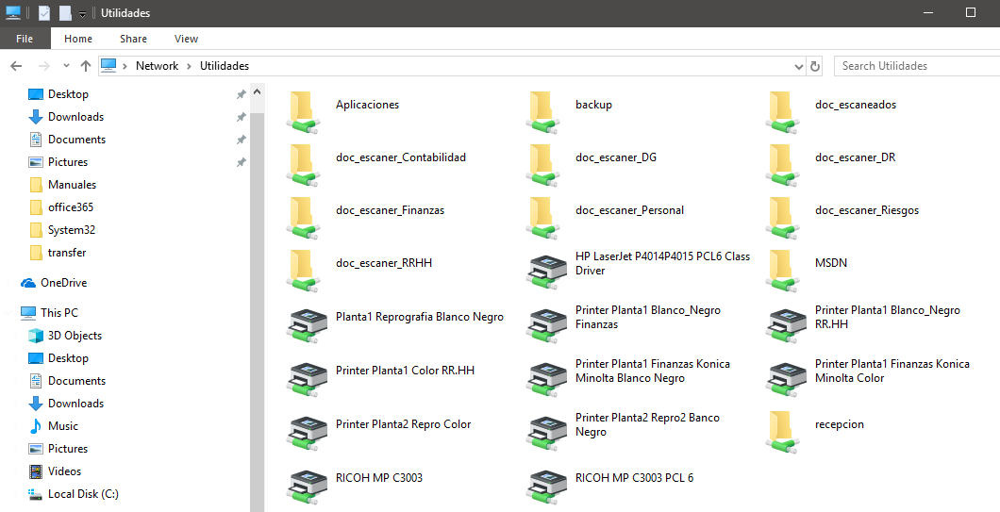 Utilidades
File
Home
Share
View
Network
Utilidades
Search Utilidades
Desktop
Downloads
Documents
Pictures
Manuales
office365
System32
transfer
OneDrive
This PC
3D Objects
Desktop
Documents
Downloads
Music
Pictures
Videos
Local Disk (C:)
Aplicaciones
backup
doc_escaneados
doc_escaner_Contabilidad
doc_escaner_DG
doc_escaner_DR
doc_escaner_Finanzas
doc_escaner_Personal
doc_escaner_Riesgos
doc_escaner_RRHH
HP LaserJet P4014P4015 PCL6 Class
Driver
MSDN
Planta1 Reprografia Blanco Negro
Printer Planta1 Blanco_Negro
Finanzas
Printer Planta1 Blanco_Negro
RR.HH
Printer Planta1 Color RR.HH
Printer Planta1 Finanzas Konica
Minolta Blanco Negro
Printer Planta1 Finanzas Konica
Minolta Color
Printer Planta2 Repro Color
Printer Planta2 Repro2 Banco
Negro
recepcion
RICOH MP C3003
RICOH MP C3003 PCL 6